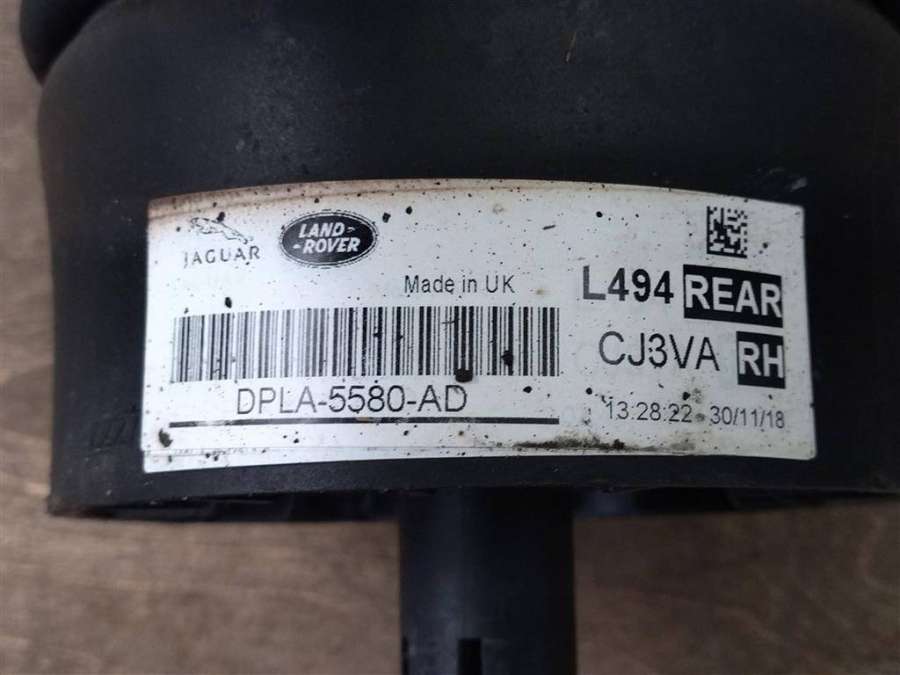 JAGUAR
LAND-
-ROVER
Made in UK
L494 REAR
CJ3VA RH
DPLA-5580-AD
13:28:22 - 30/11/18